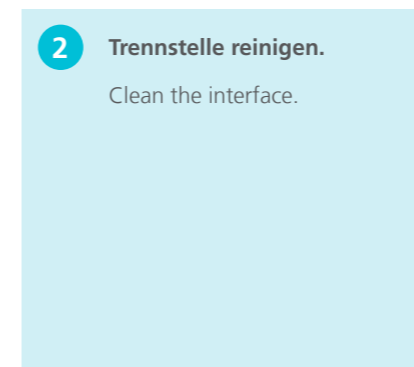 2 Trennstelle reinigen.
Clean the interface.